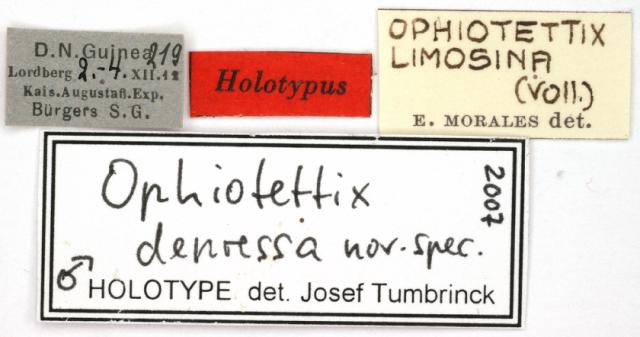 D.N.Guinea 219
Lordberg 2.-4.XII.12
Kais.Augustafl.Exp.
Bürgers S.G.
Holotypus
OPHIOTETTIX
LIMOSINA
(Voll.)
E. MORALES det.
Ophiotettix
depressa nov. spec.
2007
♂ HOLOTYPE det. Josef Tumbrinck